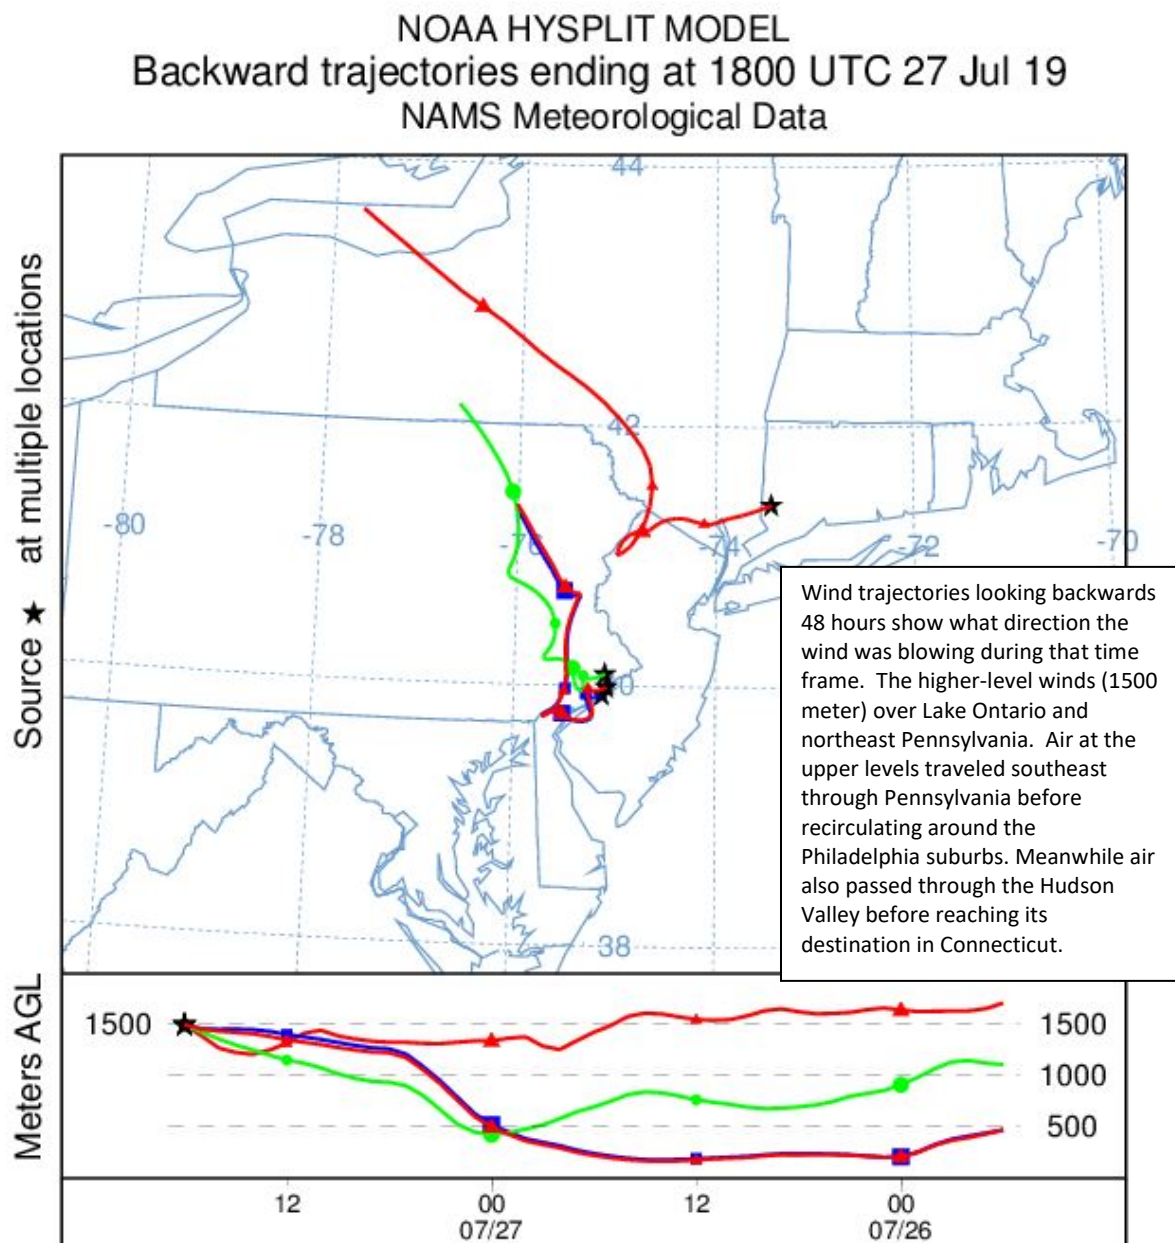 NOAA HYSPLIT MODEL
Backward trajectories ending at 1800 UTC 27 Jul 19
NAMS Meteorological Data
Source ★ at multiple locations
44
42
-80
-78
-74
-72
-70
38
Wind trajectories looking backwards
48 hours show what direction the
wind was blowing during that time
frame. The higher-level winds (1500
meter) over Lake Ontario and
northeast Pennsylvania. Air at the
upper levels traveled southeast
through Pennsylvania before
recirculating around the
Philadelphia suburbs. Meanwhile air
also passed through the Hudson
Valley before reaching its
destination in Connecticut.
Meters AGL
1500
1500
1000
500
12
00
12
00
07/27
07/26